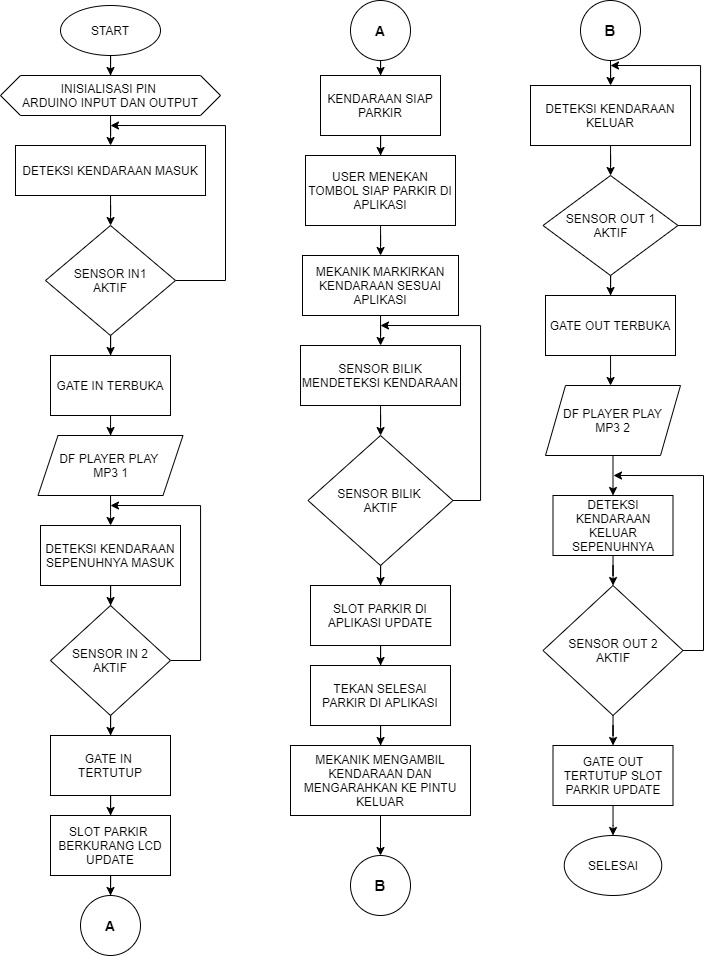 START
INISIALISASI PIN
ARDUINO INPUT DAN OUTPUT
DETEKSI KENDARAAN MASUK
SENSOR IN1
AKTIF
GATE IN TERBUKA
DF PLAYER PLAY
MP3 1
DETEKSI KENDARAAN
SEPENUHNYA MASUK
SENSOR IN 2
AKTIF
GATE IN
TERTUTUP
SLOT PARKIR
BERKURANG LCD
UPDATE
A
A
KENDARAAN SIAP
PARKIR
USER MENEKAN
TOMBOL SIAP PARKIR DI
APLIKASI
MEKANIK MARKIRKAN
KENDARAAN SESUAI
APLIKASI
SENSOR BILIK
MENDETEKSI KENDARAAN
SENSOR BILIK
AKTIF
SLOT PARKIR DI
APLIKASI UPDATE
TEKAN SELESAI
PARKIR DI APLIKASI
MEKANIK MENGAMBIL
KENDARAAN DAN
MENGARAHKAN KE PINTU
KELUAR
B
B
DETEKSI KENDARAAN
KELUAR
SENSOR OUT 1
AKTIF
GATE OUT TERBUKA
DF PLAYER PLAY
MP3 2
DETEKSI
KENDARAAN
KELUAR
SEPENUHNYA
SENSOR OUT 2
AKTIF
GATE OUT
TERTUTUP SLOT
PARKIR UPDATE
SELESAI